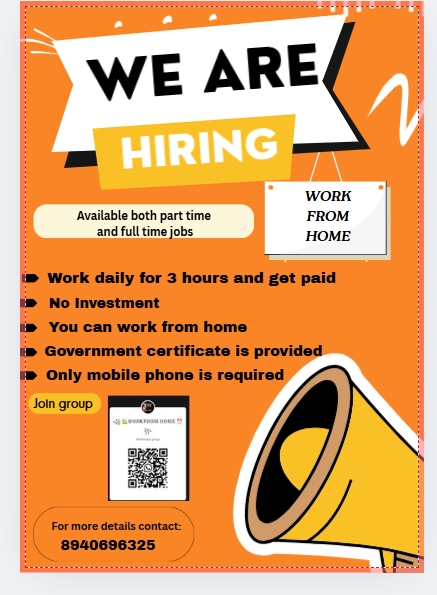 WE ARE
HIRING
WORK
FROM
HOME
Available both part time
and full time jobs
Work daily for 3 hours and get paid
No Investment
You can work from home
Government certificate is provided
Only mobile phone is required
Join group
WORK FROM HOME
WhatsApp group
For more details contact:
8940696325